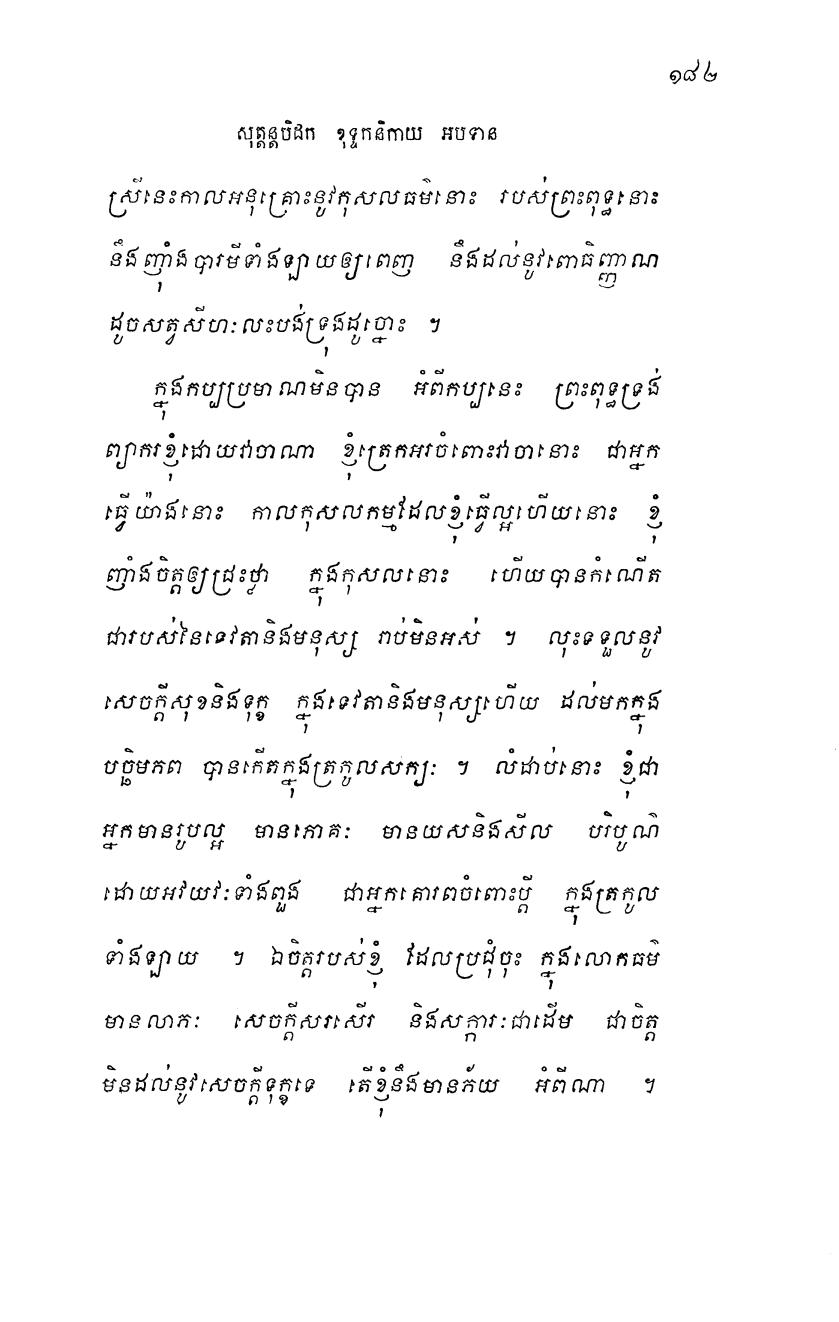 ១៨២
សុត្តន្តបិដក ខុទ្ទកនិកាយ អបទាន
ស្រីនេះកាលអនុគ្រោះនូវកុសលធម៌នោះ របស់ព្រះពុទ្ធនោះ
នឹងញុំាងបារមីទាំងឡាយឲ្យពេញ នឹងដល់នូវពោធិញ្ញាណ
ដូចសត្វសីហៈលះបង់ទ្រុងដូច្នោះ ។
ក្នុងកប្បប្រមាណមិនបាន អំពីកប្បនេះ ព្រះពុទ្ធទ្រង់
ព្យាករខ្ញុំដោយវាចាណា ខ្ញុំត្រេកអរចំពោះវាចានោះ ជាអ្នក
ធ្វើយ៉ាងនោះ កាលកុសលកម្មដែលខ្ញុំធ្វើល្អហើយនោះ ខ្ញុំ
ញុំាងចិត្តឲ្យជ្រះថ្លា ក្នុងកុសលនោះ ហើយបានកំណើត
ជារបស់នៃទេវតានិងមនុស្ស រាប់មិនអស់ ។ លុះទទួលនូវ
សេចក្តីសុខនិងទុក្ខ ក្នុងទេវតានិងមនុស្សហើយ ដល់មកក្នុង
បច្ឆិមភព បានកើតក្នុងត្រកូលសក្យៈ ។ លំដាប់នោះ ខ្ញុំជា
អ្នកមានរូបល្អ មានភោគៈ មានយសនិងសីល បរិបូណ៌
ដោយអវយវៈទាំងពួង ជាអ្នកគោរពចំពោះប្តី ក្នុងត្រកូល
ទាំងឡាយ ។ ឯចិត្តរបស់ខ្ញុំ ដែលប្រជុំចុះ ក្នុងលោកធម៌
មានលាភៈ សេចក្តីសរសើរ និងសក្ការៈជាដើម ជាចិត្ត
មិនដល់នូវសេចក្តីទុក្ខទេ តើខ្ញុំនឹងមានភ័យ អំពីណា ។